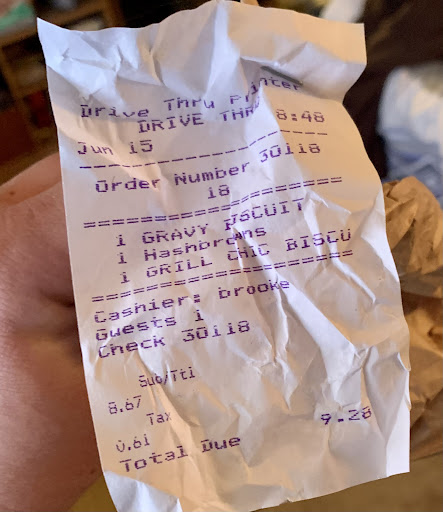 Drive Thru Printer
DRIVE THRU
Jun 15 8:48
Order Number 30118
18
1 GRAVY BSCUIT
1 Hashbrowns
1 GRILL CHIC BISCU
Cashier: brooke
Guests 1
Check 30118
Sub/Ttl
8.67
Tax
0.61
Total Due 9.28